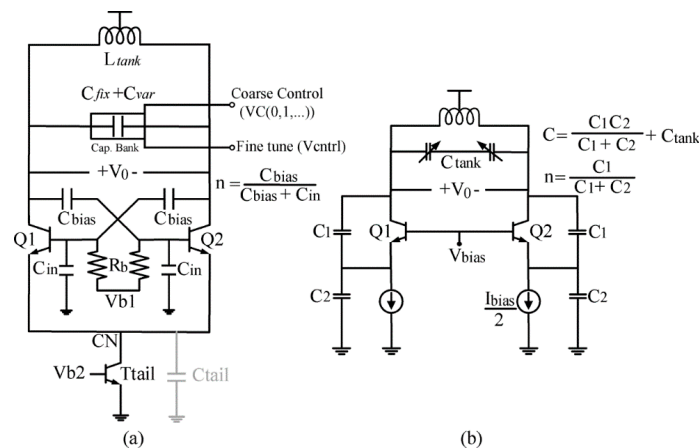 Ltank
Cfix+Cvar
Cap. Bank
Coarse Control
(VC(0,1,...))
Fine tune (Vcntrl)
+V0-
n = Cbias
Cbias + Cin
Cbias
Cbias
Q1
Q2
Cin
Rb
Cin
Vb1
CN
Vb2
Ttail
Ctail
(a)
Ctank
+V0-
C= C1C2
C1 + C2
+ Ctank
n= C1
C1+ C2
C1
Q1
Q2
C1
Vbias
C2
Ibias
2
C2
(b)